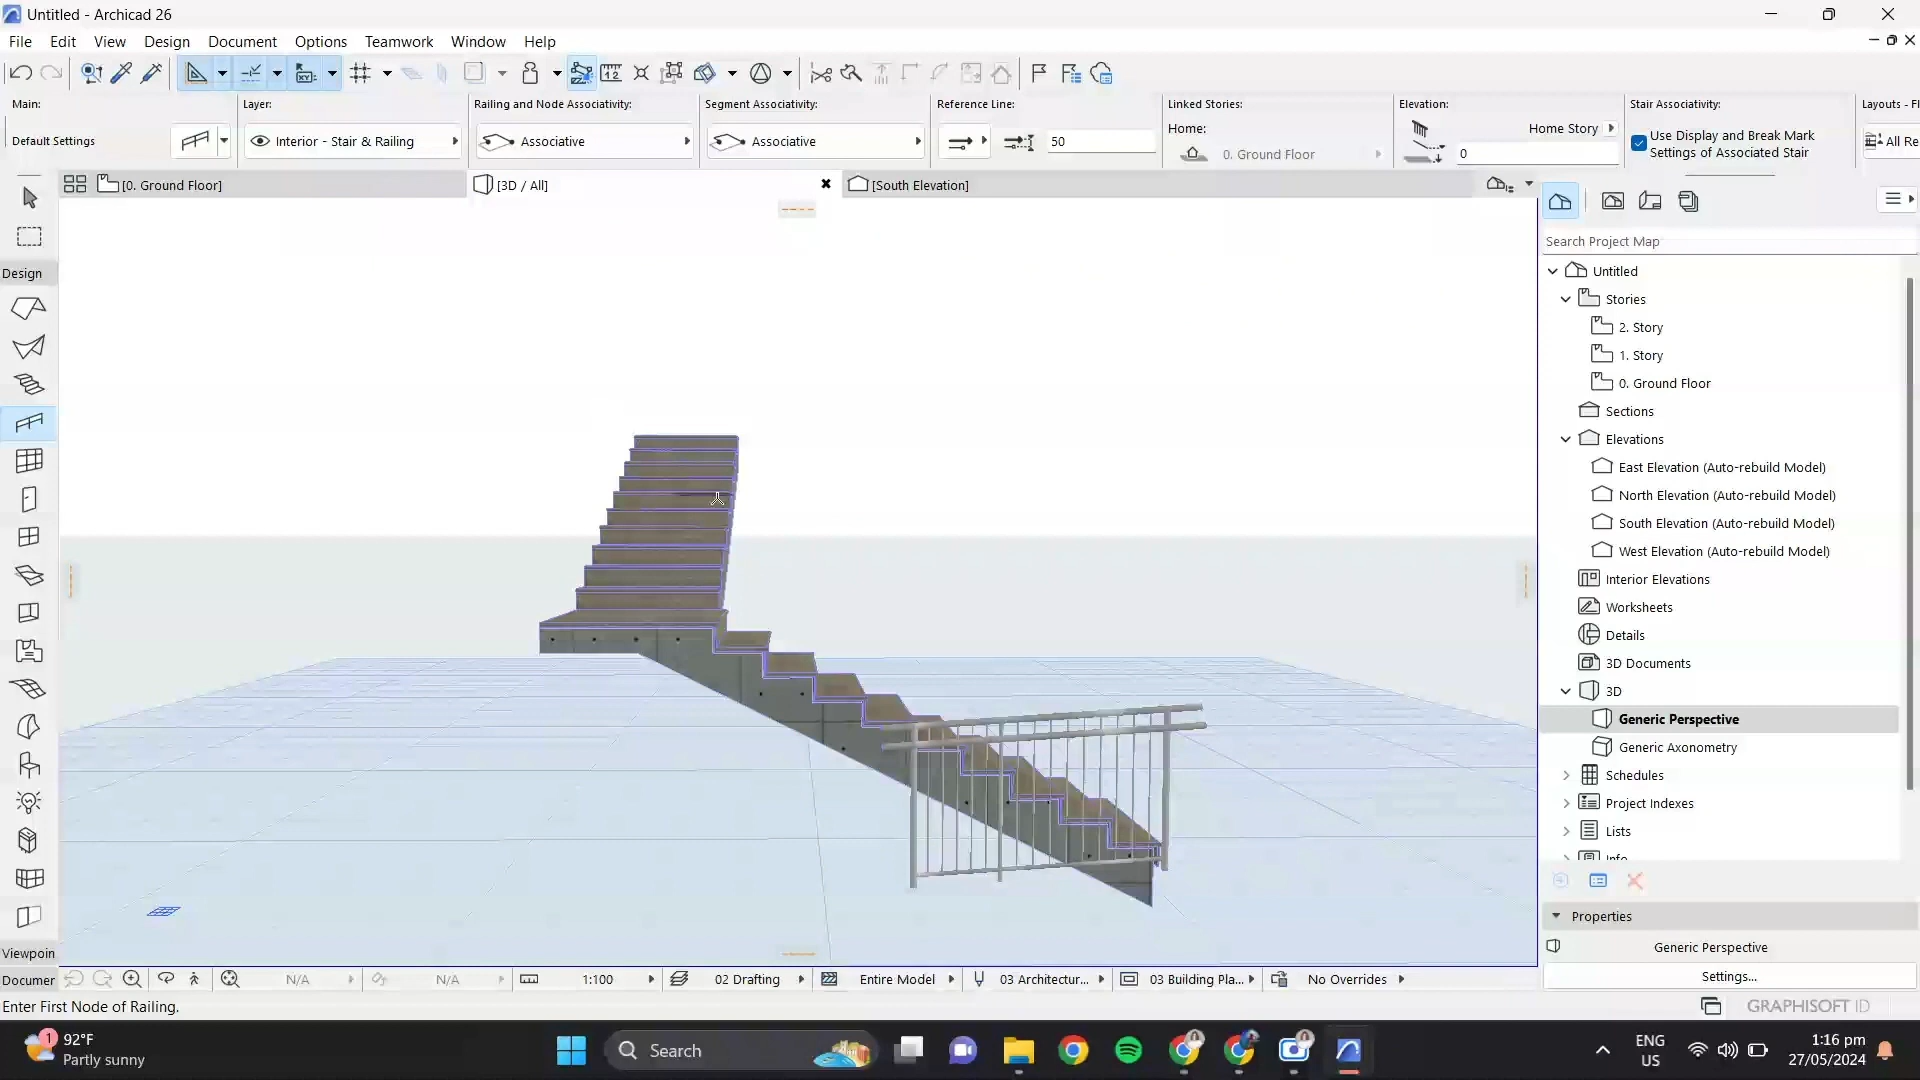 Untitled - Archicad 26
File Edit View Design Document Options Teamwork Window Help
Main:
Default Settings
Layer:
Interior - Stair & Railing
Railing and Node Associativity:
Associative
Segment Associativity:
Associative
Reference Line:
50
Linked Stories:
Home:
0. Ground Floor
Elevation:
Home Story
0
Stair Associativity:
Use Display and Break Mark
Settings of Associated Stair
Layouts - Fl
All Re
[0. Ground Floor]
[3D / All]
[South Elevation]
Design
Viewpoin
Documer
Search Project Map
Untitled
Stories
2. Story
1. Story
0. Ground Floor
Sections
Elevations
East Elevation (Auto-rebuild Model)
North Elevation (Auto-rebuild Model)
South Elevation (Auto-rebuild Model)
West Elevation (Auto-rebuild Model)
Interior Elevations
Worksheets
Details
3D Documents
3D
Generic Perspective
Generic Axonometry
Schedules
Project Indexes
Lists
Info
Properties
Generic Perspective
Settings...
N/A
N/A
1:100
02 Drafting
Entire Model
03 Architectur...
03 Building Pla...
No Overrides
Enter First Node of Railing.
GRAPHISOFT ID
1
92°F
Partly sunny
Search
ENG
US
1:16 pm
27/05/2024